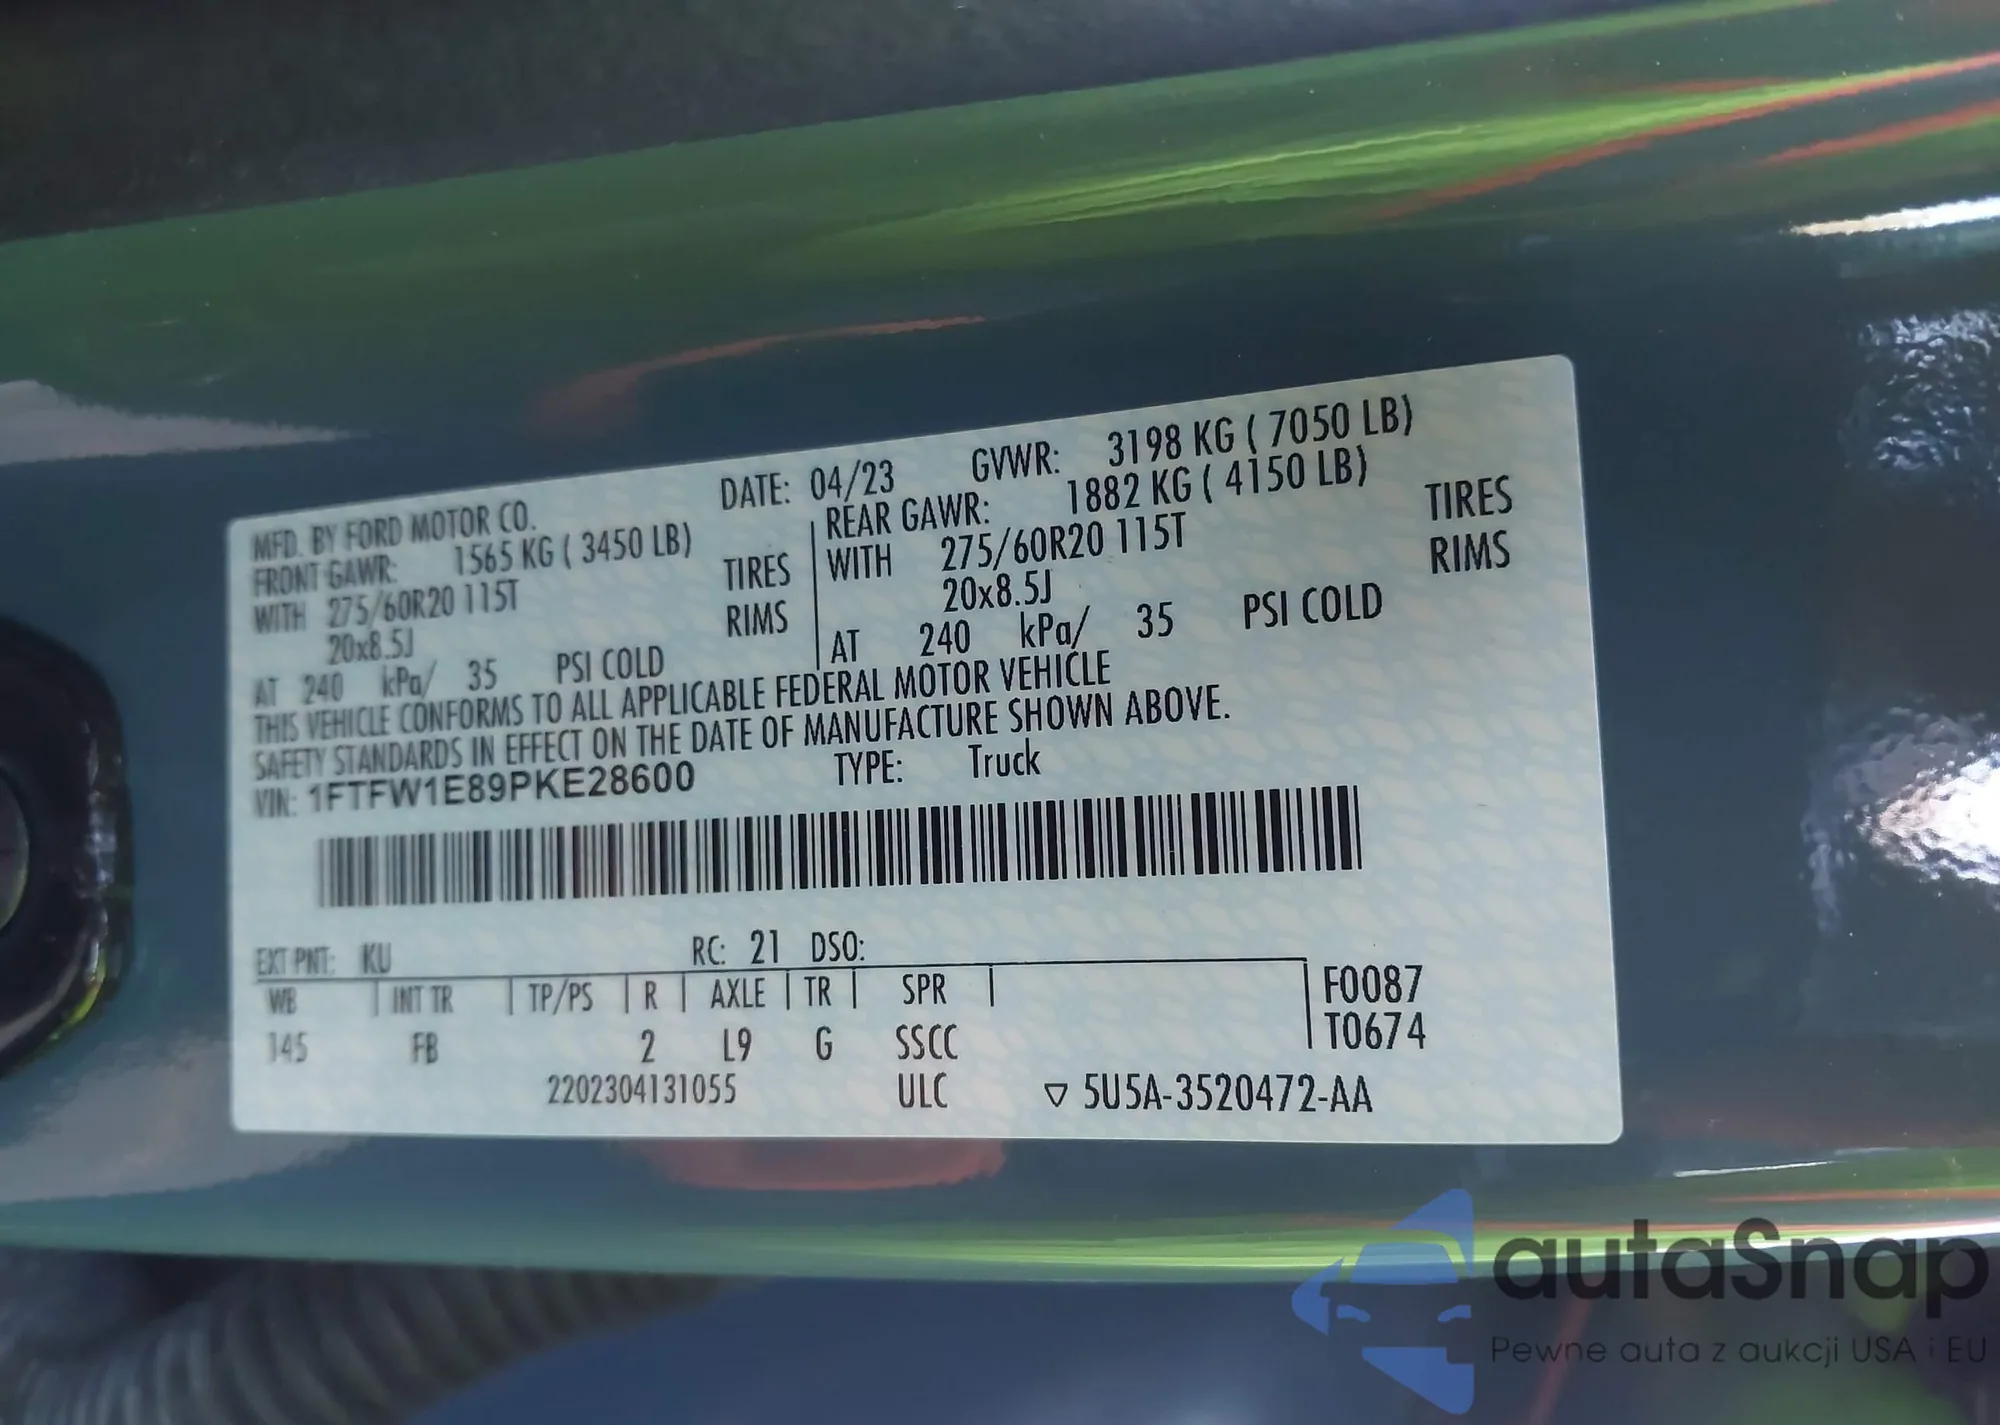 MFD. BY FORD MOTOR CO. DATE: 04/23 GVWR: 3198 KG ( 7050 LB)
FRONT GAWR: 1565 KG ( 3450 LB) REAR GAWR: 1882 KG ( 4150 LB)
WITH 275/60R20 115T TIRES WITH 275/60R20 115T TIRES
20x8.5J RIMS 20x8.5J RIMS
AT 240 kPa/ 35 PSI COLD AT 240 kPa/ 35 PSI COLD
THIS VEHICLE CONFORMS TO ALL APPLICABLE FEDERAL MOTOR VEHICLE
SAFETY STANDARDS IN EFFECT ON THE DATE OF MANUFACTURE SHOWN ABOVE.
VIN: 1FTFW1E89PKE28600 TYPE: Truck
EXT PNT: KU RC: 21 DSO:
WB INT TR TP/PS R AXLE TR SPR F0087
145 FB 2 L9 G SSCC T0674
2202304131055 ULC ▽ 5U5A-3520472-AA
autaSnap
Pewne auta z aukcji USA i EU